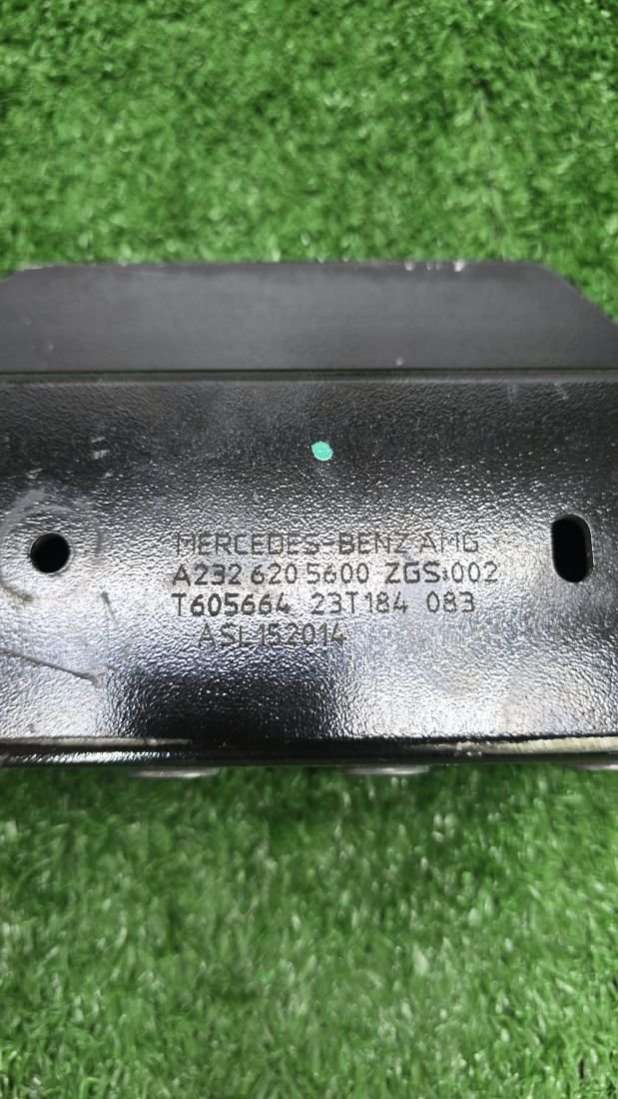 MERCEDES-BENZ AMG
A232 620 5600 ZGS:002
T605664 23T184 083
ASL152014